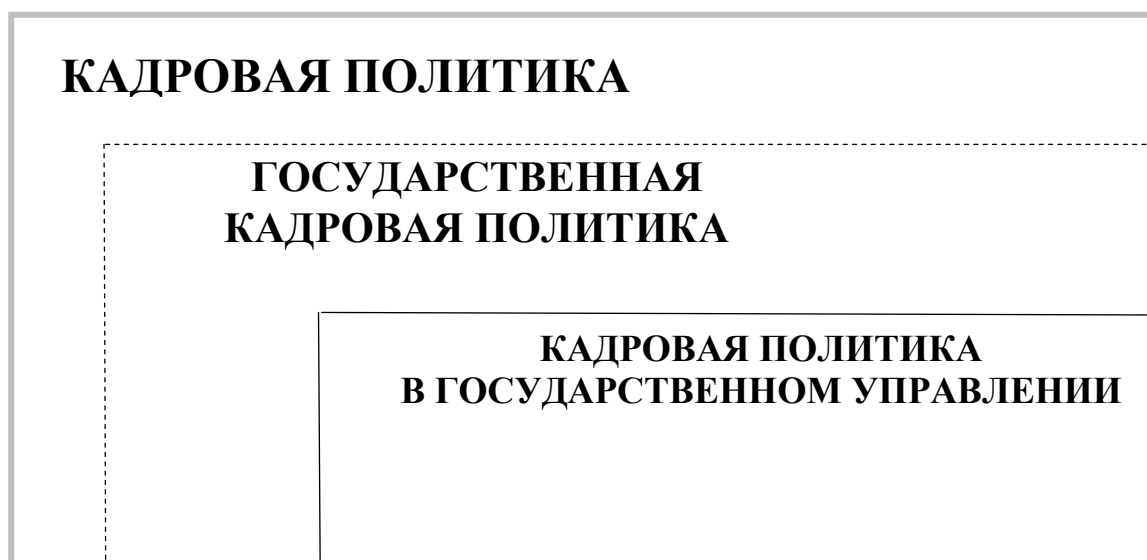 КАДРОВАЯ ПОЛИТИКА
ГОСУДАРСТВЕННАЯ
КАДРОВАЯ ПОЛИТИКА
КАДРОВАЯ ПОЛИТИКА
В ГОСУДАРСТВЕННОМ УПРАВЛЕНИИ